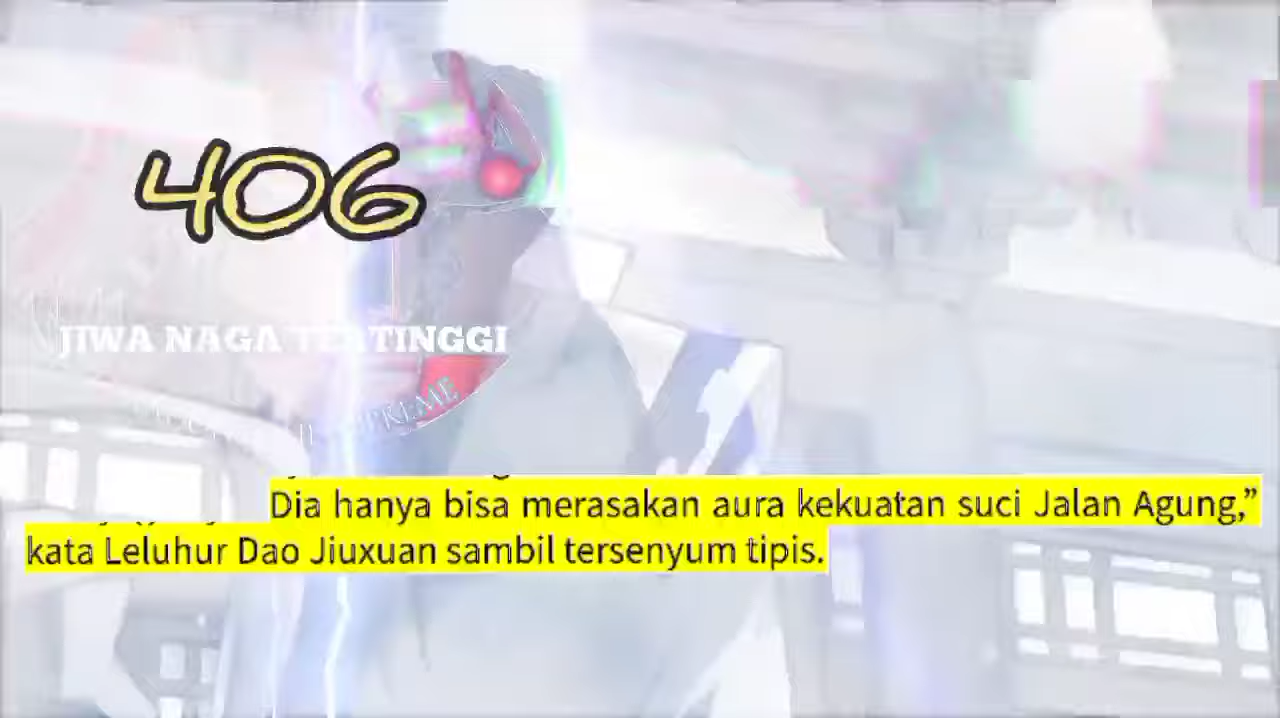 406
JIWA NAGA TERTINGGI
Dia hanya bisa merasakan aura kekuatan suci Jalan Agung,”
kata Leluhur Dao Jiuxuan sambil tersenyum tipis.